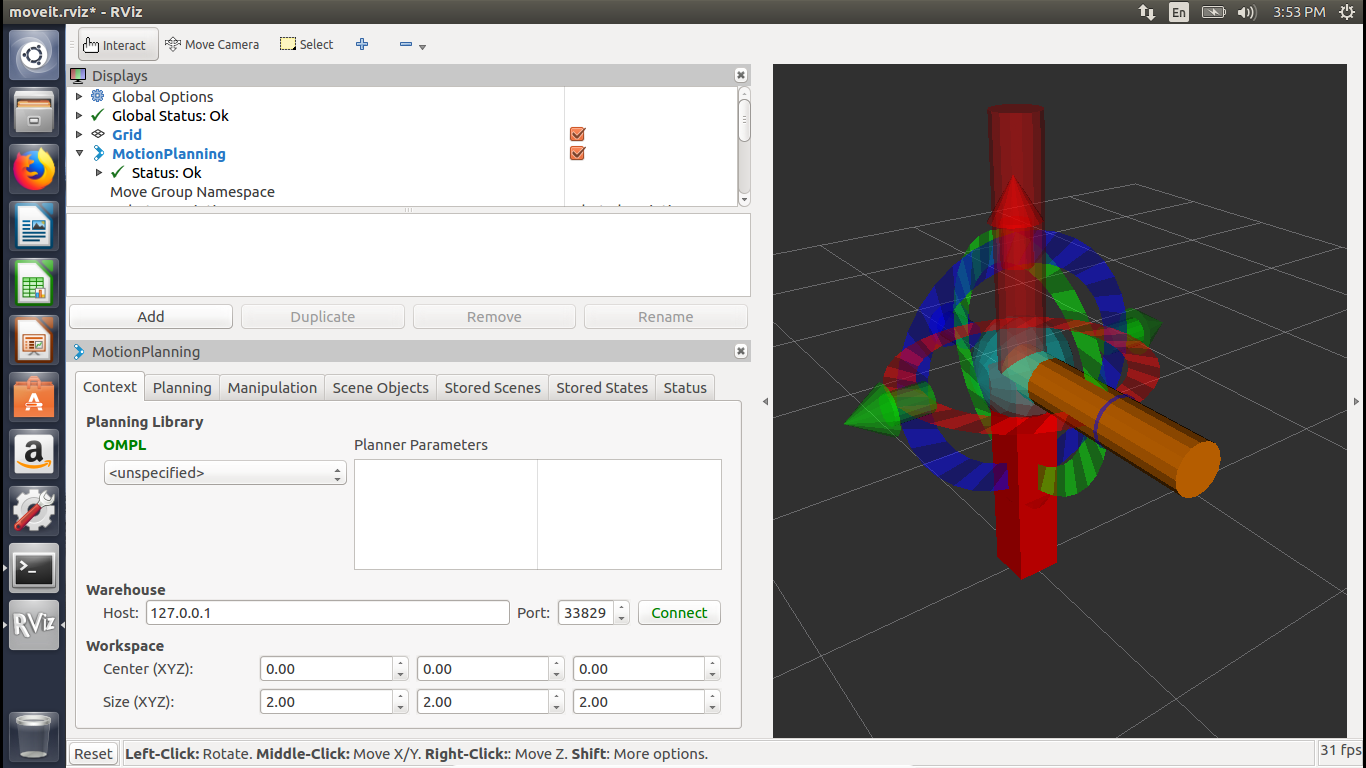 moveit.rviz* - RViz
En
3:53 PM
Interact
Move Camera
Select
Displays
Global Options
Global Status: Ok
Grid
MotionPlanning
Status: Ok
Move Group Namespace
Add
Duplicate
Remove
Rename
MotionPlanning
Context
Planning
Manipulation
Scene Objects
Stored Scenes
Stored States
Status
Planning Library
OMPL
Planner Parameters
<unspecified>
Warehouse
Host: 127.0.0.1 Port: 33829 Connect
Workspace
Center (XYZ): 0.00 0.00 0.00
Size (XYZ): 2.00 2.00 2.00
RViz
Reset
Left-Click: Rotate. Middle-Click: Move X/Y. Right-Click:: Move Z. Shift: More options.
31 fps